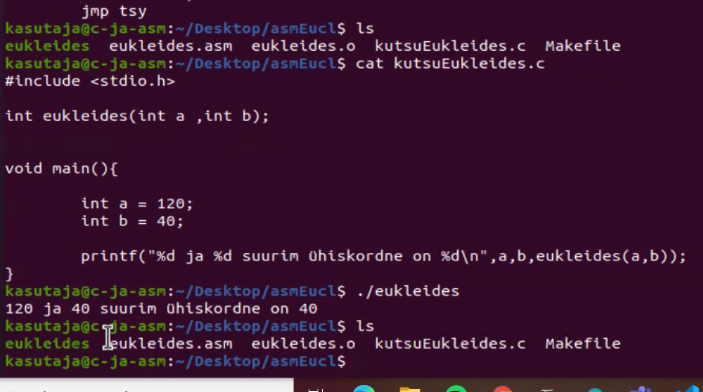 jmp tsy
kasutaja@c-ja-asm:~/Desktop/asmEucl$ ls
eukleides eukleides.asm eukleides.o kutsuEukleides.c Makefile
kasutaja@c-ja-asm:~/Desktop/asmEucl$ cat kutsuEukleides.c
#include <stdio.h>
int eukleides(int a ,int b);
void main(){
int a = 120;
int b = 40;
printf("%d ja %d suurim ühiskordne on %d\n",a,b,eukleides(a,b));
}
kasutaja@c-ja-asm:~/Desktop/asmEucl$ ./eukleides
120 ja 40 suurim ühiskordne on 40
kasutaja@c-ja-asm:~/Desktop/asmEucl$ ls
eukleides eukleides.asm eukleides.o kutsuEukleides.c Makefile
kasutaja@c-ja-asm:~/Desktop/asmEucl$